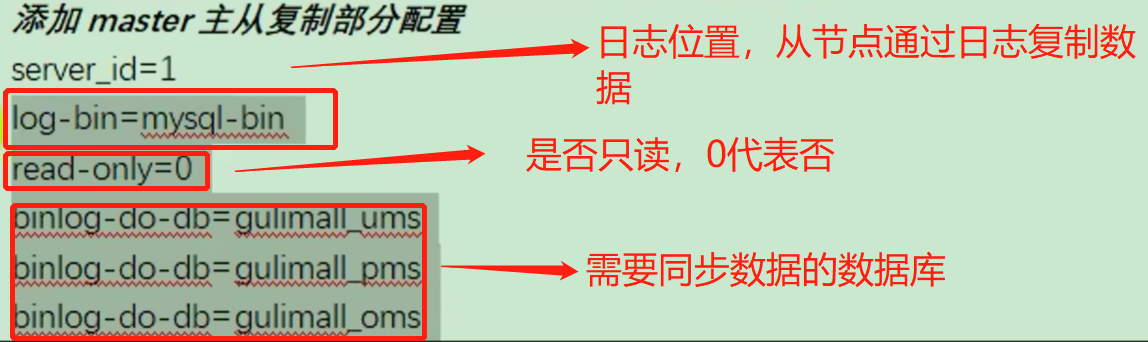 添加 master 主从复制部分配置
server_id=1
日志位置，从节点通过日志复制数
据
log-bin=mysql-bin
read-only=0
是否只读，0代表否
binlog-do-db=gulimall_ums
binlog-do-db=gulimall_pms
需要同步数据的数据库
binlog-do-db=gulimall_oms